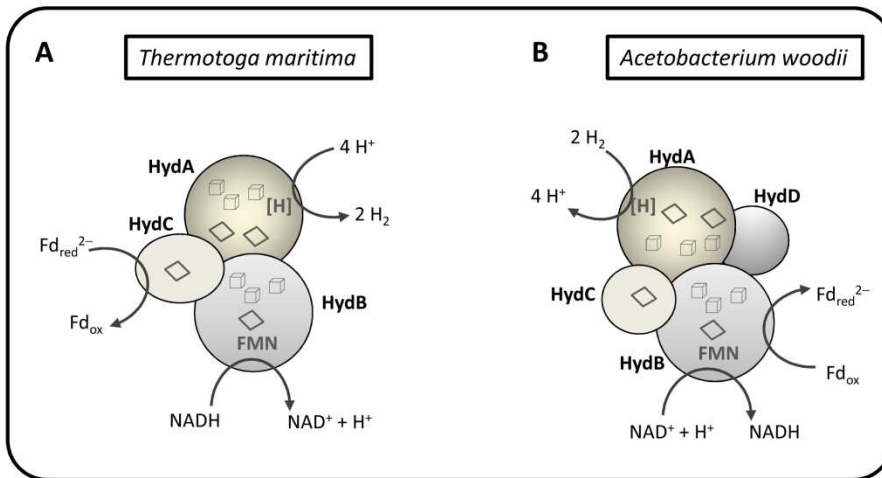 A
Thermotoga maritima
HydA
4 H⁺
[H]
2 H₂
HydC
Fd_red²⁻
Fd_ox
HydB
FMN
NADH
NAD⁺ + H⁺
B
Acetobacterium woodii
2 H₂
HydA
HydD
4 H⁺
[H]
HydC
Fd_red²⁻
FMN
HydB
Fd_ox
NAD⁺ + H⁺
NADH